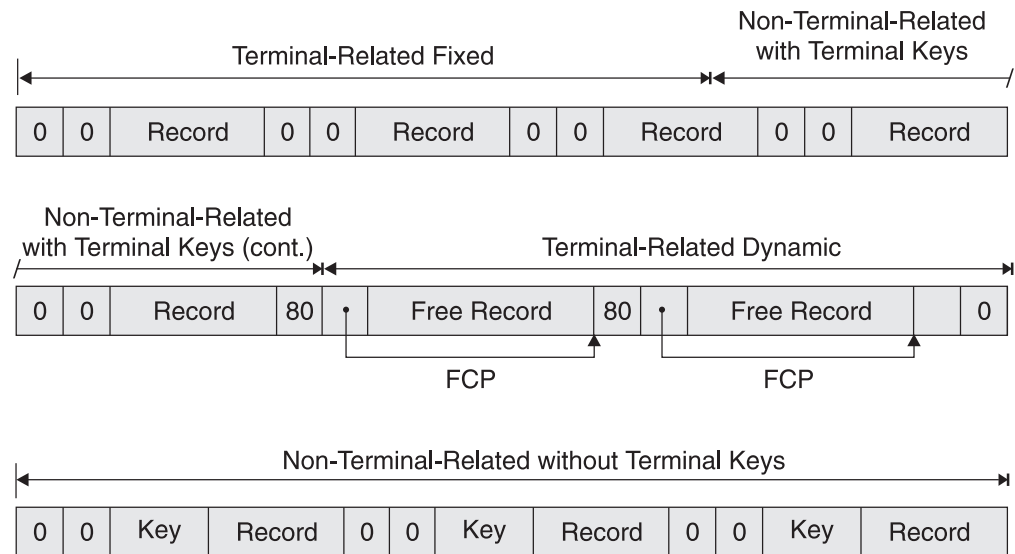 Non-Terminal-Related
with Terminal Keys
Terminal-Related Fixed
0 0 Record 0 0 Record 0 0 Record 0 0 Record
Non-Terminal-Related
with Terminal Keys (cont.)
Terminal-Related Dynamic
0 0 Record 80 Free Record 80 Free Record 0
FCP FCP
Non-Terminal-Related without Terminal Keys
0 0 Key Record 0 0 Key Record 0 0 Key Record